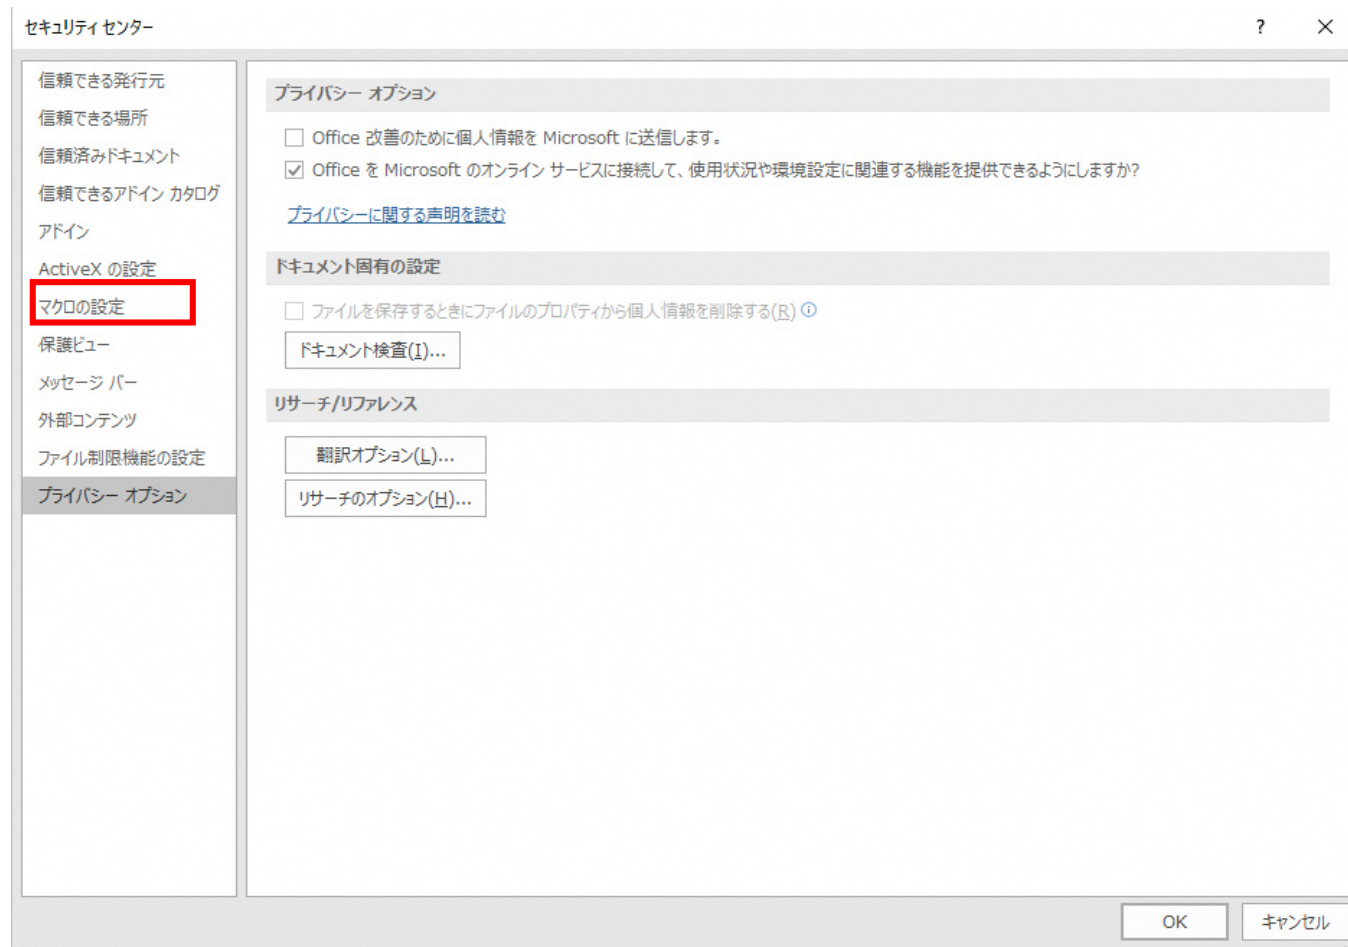 セキュリティ センター
?
信頼できる発行元
信頼できる場所
信頼済みドキュメント
信頼できるアドイン カタログ
アドイン
ActiveX の設定
マクロの設定
保護ビュー
メッセージ バー
外部コンテンツ
ファイル制限機能の設定
プライバシー オプション
プライバシー オプション
Office 改善のために個人情報を Microsoft に送信します。
Office を Microsoft のオンライン サービスに接続して、使用状況や環境設定に関連する機能を提供できるようにしますか?
プライバシーに関する声明を読む
ドキュメント固有の設定
ファイルを保存するときにファイルのプロパティから個人情報を削除する(R)
ドキュメント検査(I)...
リサーチ/リファレンス
翻訳オプション(L)...
リサーチのオプション(H)...
OK
キャンセル